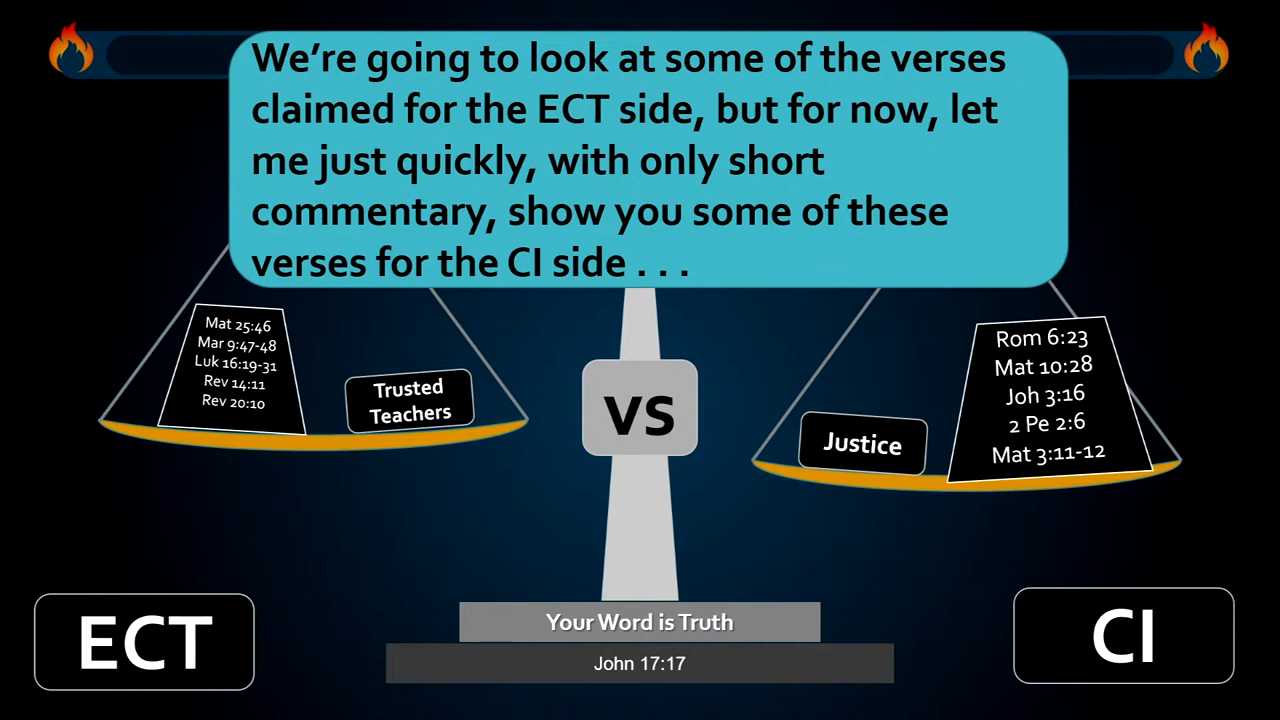 We're going to look at some of the verses
claimed for the ECT side, but for now, let
me just quickly, with only short
commentary, show you some of these
verses for the CI side . . .
Mat 25:46
Mar 9:47-48
Luk 16:19-31
Rev 14:11
Rev 20:10
Trusted
Teachers
VS
Justice
Rom 6:23
Mat 10:28
Joh 3:16
2 Pe 2:6
Mat 3:11-12
ECT
Your Word is Truth
John 17:17
CI